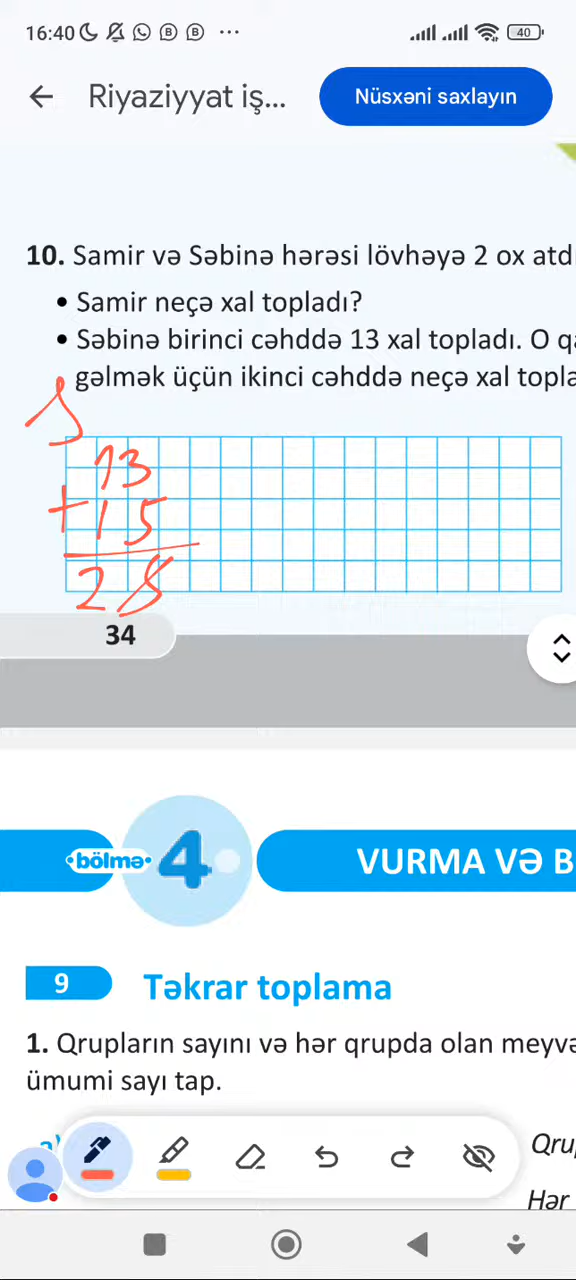 16:40 ...
40
Riyaziyyat iş...
Nüsxəni saxlayın
10. Samir və Səbinə hərəsi lövhəyə 2 ox atd
• Samir neçə xal topladı?
• Səbinə birinci cəhddə 13 xal topladı. O q
gəlmək üçün ikinci cəhddə neçə xal topla
S
13
+15
28
34
bölmə 4
VURMA VƏ B
9 Təkrar toplama
1. Qrupların sayını və hər qrupda olan meyvə
ümumi sayı tap.
Qru
Hər